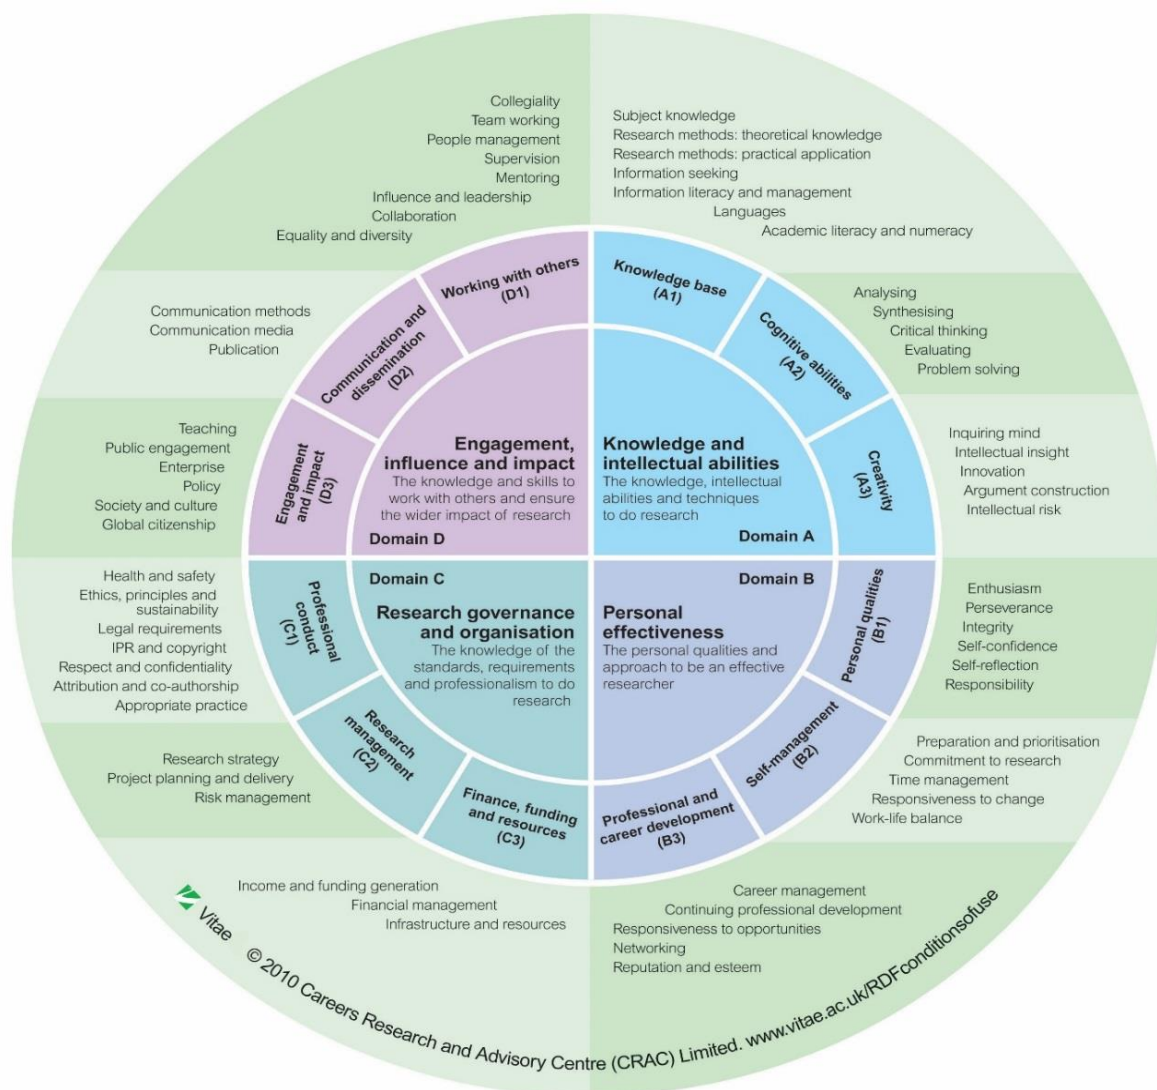 Collegiality
Team working
People management
Supervision
Mentoring
Influence and leadership
Collaboration
Equality and diversity
Subject knowledge
Research methods: theoretical knowledge
Research methods: practical application
Information seeking
Information literacy and management
Languages
Academic literacy and numeracy
Working with others
(D1)
Knowledge base
(A1)
Communication methods
Communication media
Publication
Communication and
dissemination
(D2)
Cognitive abilities
(A2)
Analysing
Synthesising
Critical thinking
Evaluating
Problem solving
Teaching
Public engagement
Enterprise
Policy
Society and culture
Global citizenship
Engagement
and impact
(D3)
Engagement,
influence and impact
The knowledge and skills to
work with others and ensure
the wider impact of research
Domain D
Knowledge and
intellectual abilities
The knowledge, intellectual
abilities and techniques
to do research
Domain A
Creativity
(A3)
Inquiring mind
Intellectual insight
Innovation
Argument construction
Intellectual risk
Health and safety
Ethics, principles and
sustainability
Legal requirements
IPR and copyright
Respect and confidentiality
Attribution and co-authorship
Appropriate practice
Professional
conduct
(C1)
Domain C
Research governance
and organisation
The knowledge of the
standards, requirements
and professionalism to do
research
Domain B
Personal
effectiveness
The personal qualities and
approach to be an effective
researcher
Personal qualities
(B1)
Enthusiasm
Perseverance
Integrity
Self-confidence
Self-reflection
Responsibility
Research strategy
Project planning and delivery
Risk management
Research
management
(C2)
Self-management
(B2)
Preparation and prioritisation
Commitment to research
Time management
Responsiveness to change
Work-life balance
Finance, funding
and resources
(C3)
Professional and
career development
(B3)
Income and funding generation
Financial management
Infrastructure and resources
Career management
Continuing professional development
Responsiveness to opportunities
Networking
Reputation and esteem
Vitae © 2010 Careers Research and Advisory Centre (CRAC) Limited. www.vitae.ac.uk/RDFconditionsofuse